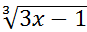 ∛(3x − 1)